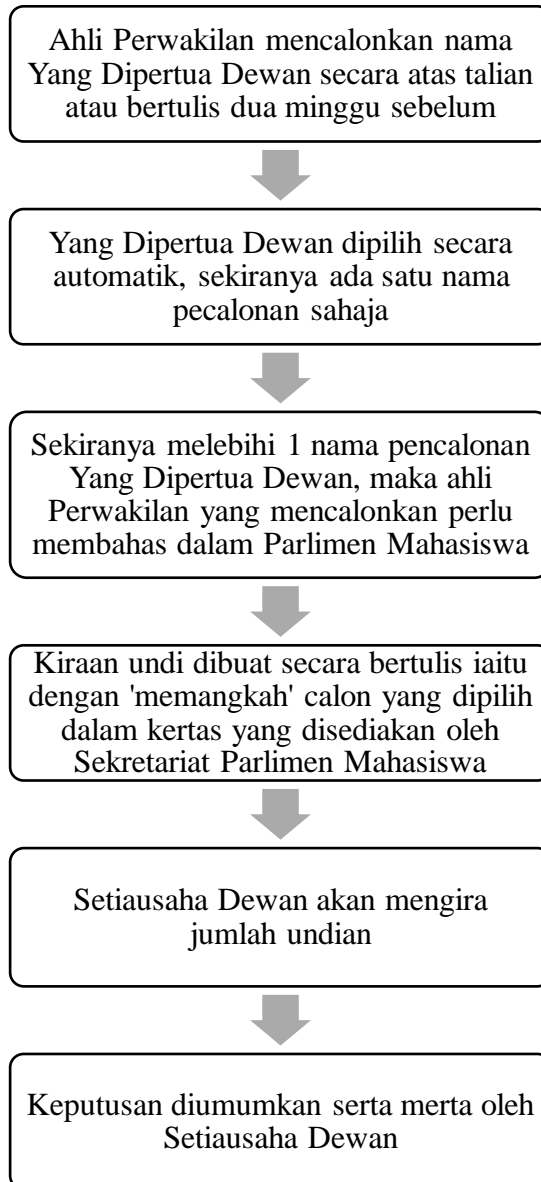 Ahli Perwakilan mencalonkan nama
Yang Dipertua Dewan secara atas talian
atau bertulis dua minggu sebelum
Yang Dipertua Dewan dipilih secara
automatik, sekiranya ada satu nama
pecalonan sahaja
Sekiranya melebihi 1 nama pencalonan
Yang Dipertua Dewan, maka ahli
Perwakilan yang mencalonkan perlu
membahas dalam Parlimen Mahasiswa
Kiraan undi dibuat secara bertulis iaitu
dengan 'memangkah' calon yang dipilih
dalam kertas yang disediakan oleh
Sekretariat Parlimen Mahasiswa
Setiausaha Dewan akan mengira
jumlah undian
Keputusan diumumkan serta merta oleh
Setiausaha Dewan